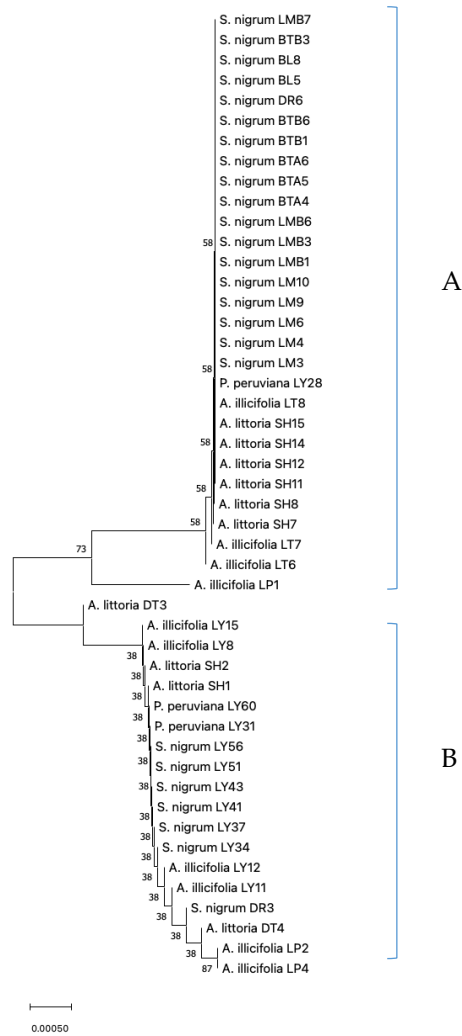 S. nigrum LMB7
S. nigrum BTB3
S. nigrum BL8
S. nigrum BL5
S. nigrum DR6
S. nigrum BTB6
S. nigrum BTB1
S. nigrum BTA6
S. nigrum BTA5
S. nigrum BTA4
S. nigrum LMB6
58 S. nigrum LMB3
S. nigrum LMB1
A
S. nigrum LM10
S. nigrum LM9
S. nigrum LM6
S. nigrum LM4
58 S. nigrum LM3
P. peruviana LY28
A. illicifolia LT8
A. littoria SH15
58 A. littoria SH14
A. littoria SH12
58 A. littoria SH11
A. littoria SH8
58 A. littoria SH7
A. illicifolia LT7
73 A. illicifolia LT6
A. illicifolia LP1
A. littoria DT3
A. illicifolia LY15
A. illicifolia LY8
38 A. littoria SH2
38 A. littoria SH1
38 P. peruviana LY60
38 P. peruviana LY31
38 S. nigrum LY56
B
38 S. nigrum LY51
38 S. nigrum LY43
38 S. nigrum LY41
38 S. nigrum LY37
38 S. nigrum LY34
38 A. illicifolia LY12
38 A. illicifolia LY11
38 S. nigrum DR3
38 A. littoria DT4
38 A. illicifolia LP2
87 A. illicifolia LP4
0.00050